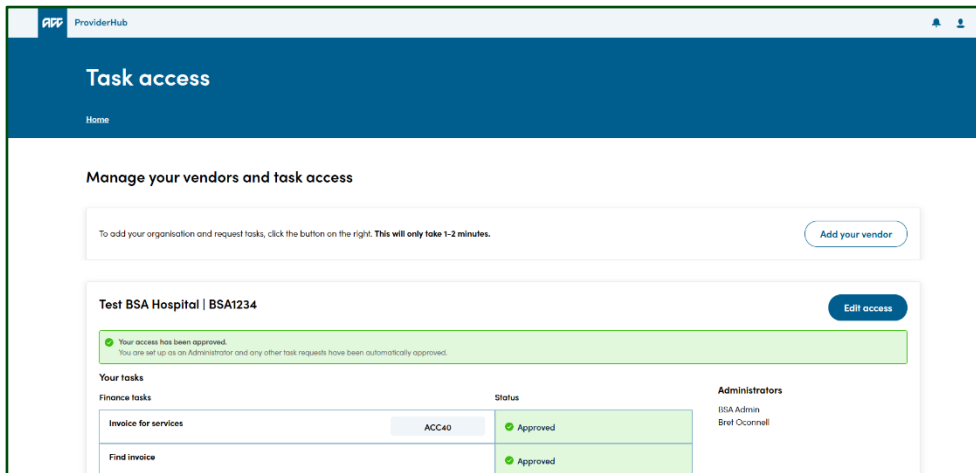 ACC ProviderHub
Task access
Home
Manage your vendors and task access
To add your organisation and request tasks, click the button on the right. This will only take 1-2 minutes.
Add your vendor
Test BSA Hospital | BSA1234
Edit access
Your access has been approved.
You are set up as an Administrator and any other task requests have been automatically approved.
Your tasks
Finance tasks
Status
Invoice for services
ACC40
Approved
Find invoice
Approved
Administrators
BSA Admin
Bret Oconnell